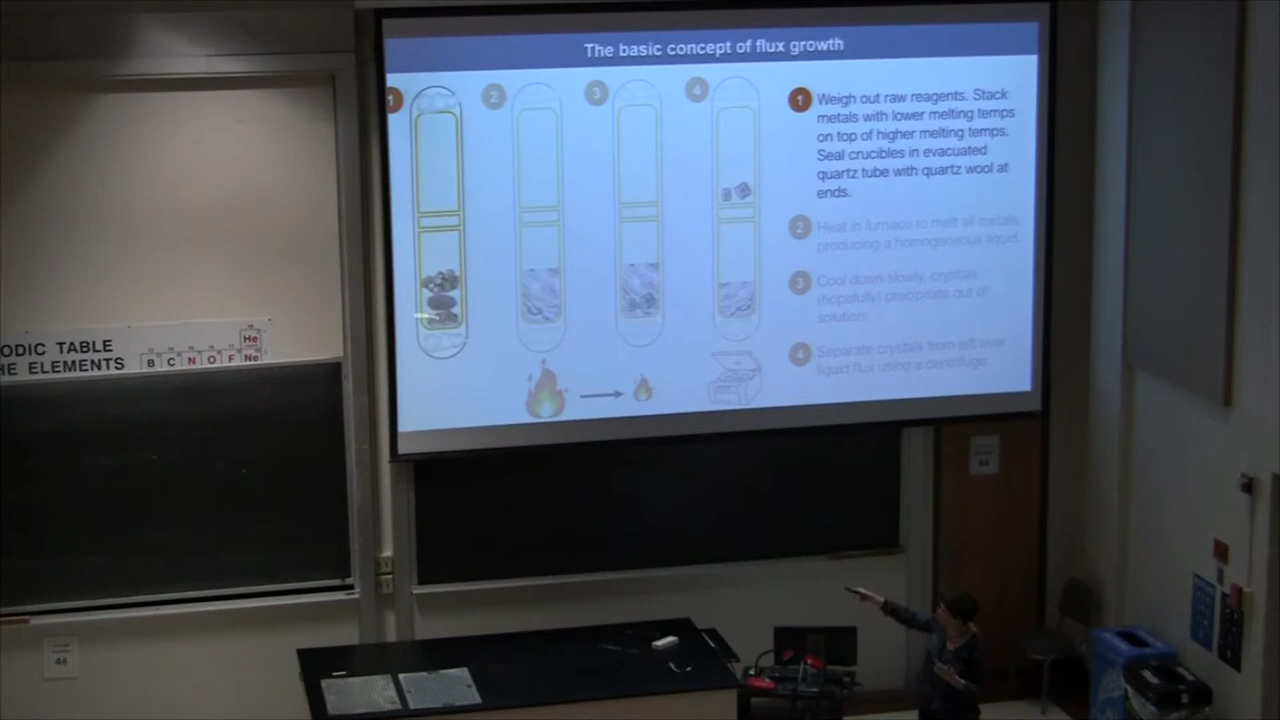 The basic concept of flux growth
1
2
3
4
1 Weigh out raw reagents. Stack
metals with lower melting temps
on top of higher melting temps.
Seal crucibles in evacuated
quartz tube with quartz wool at
ends.
2 Heat in furnace to melt all metals
producing a homogeneous liquid.
3 Cool down slowly, crystals
(hopefully) precipitate out of
solution.
4 Separate crystals from left over
liquid flux using a centrifuge.
ODIC TABLE
HE ELEMENTS
He
B C N O F Ne
44
44